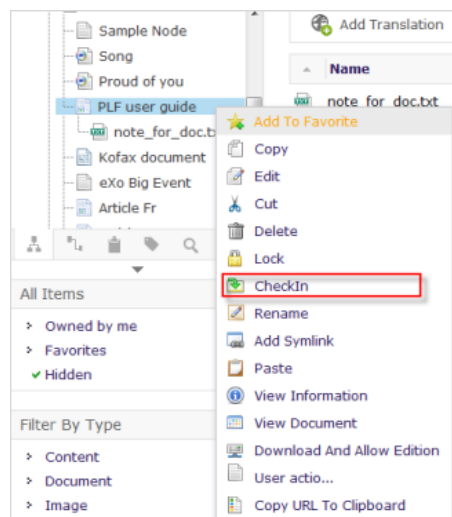 Sample Node
Song
Proud of you
PLF user guide
note_for_doc.t
Kofax document
eXo Big Event
Article Fr
All Items
Owned by me
Favorites
Hidden
Filter By Type
Content
Document
Image
Add Translation
Name
note_for_doc.txt
Add To Favorite
Copy
Edit
Cut
Delete
Lock
CheckIn
Rename
Add Symlink
Paste
View Information
View Document
Download And Allow Edition
User actio...
Copy URL To Clipboard